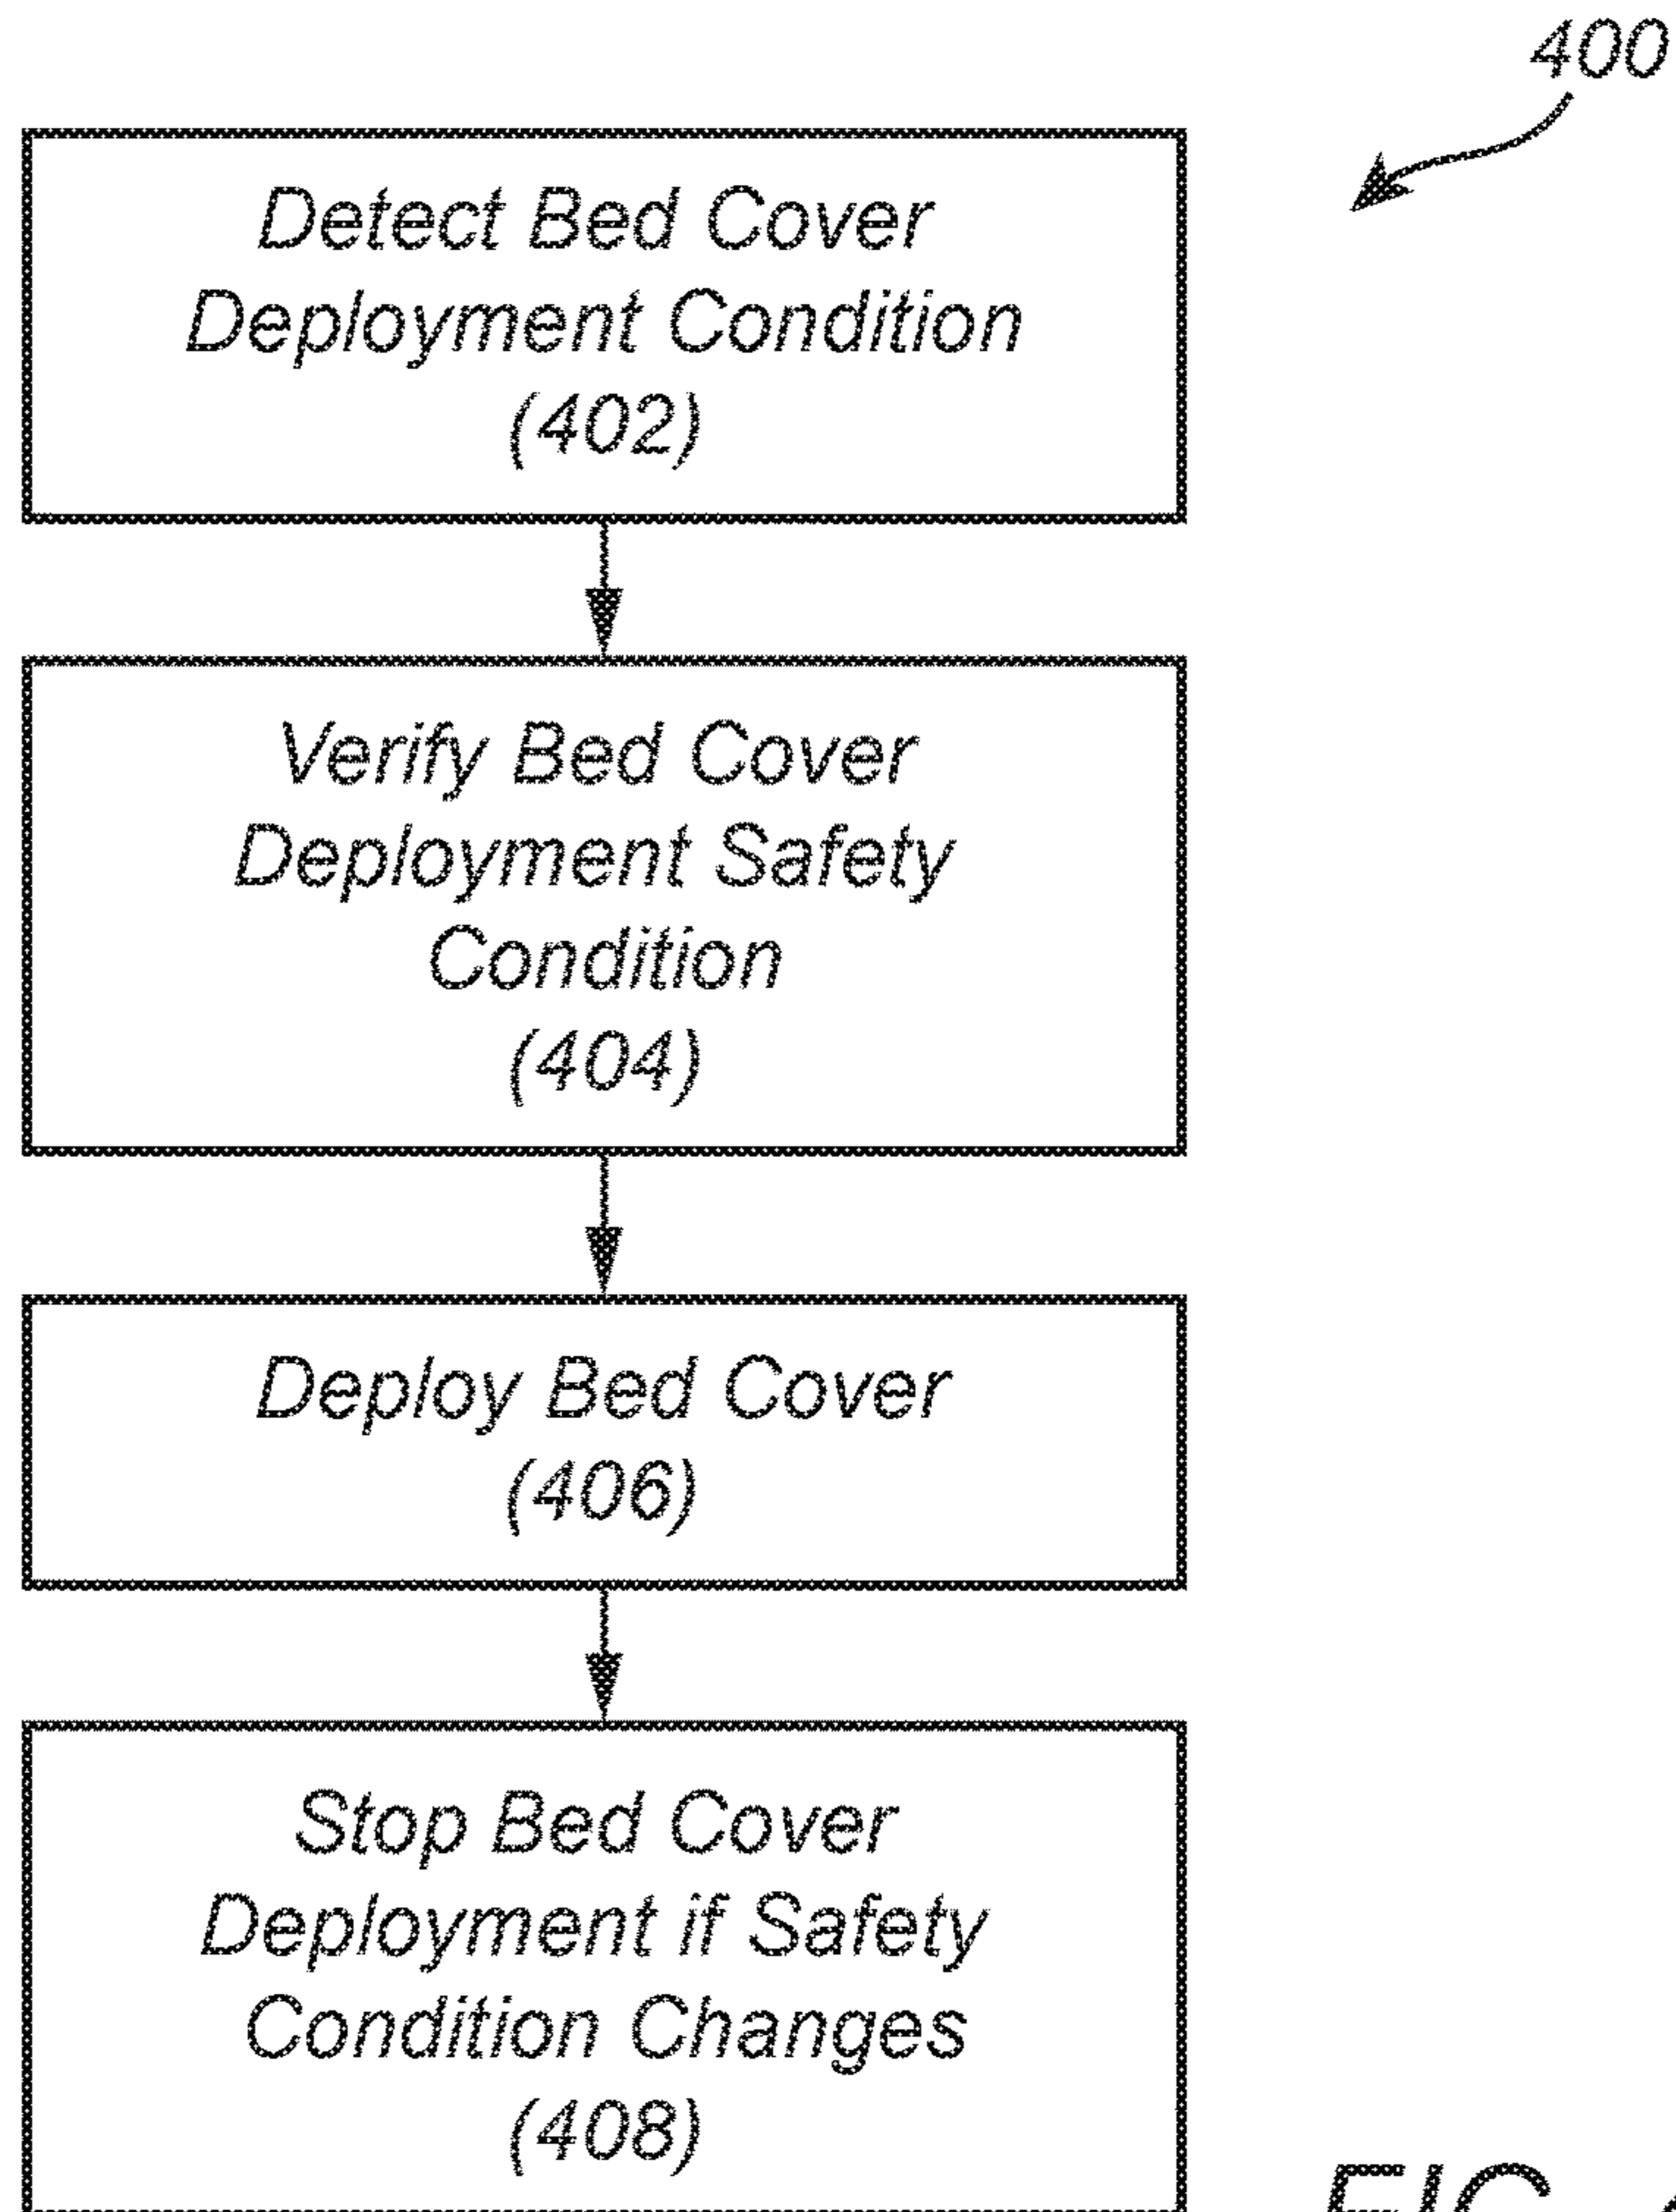 400
Detect Bed Cover
Deployment Condition
(402)
Verify Bed Cover
Deployment Safety
Condition
(404)
Deploy Bed Cover
(406)
Stop Bed Cover
Deployment if Safety
Condition Changes
(408)
FIG.